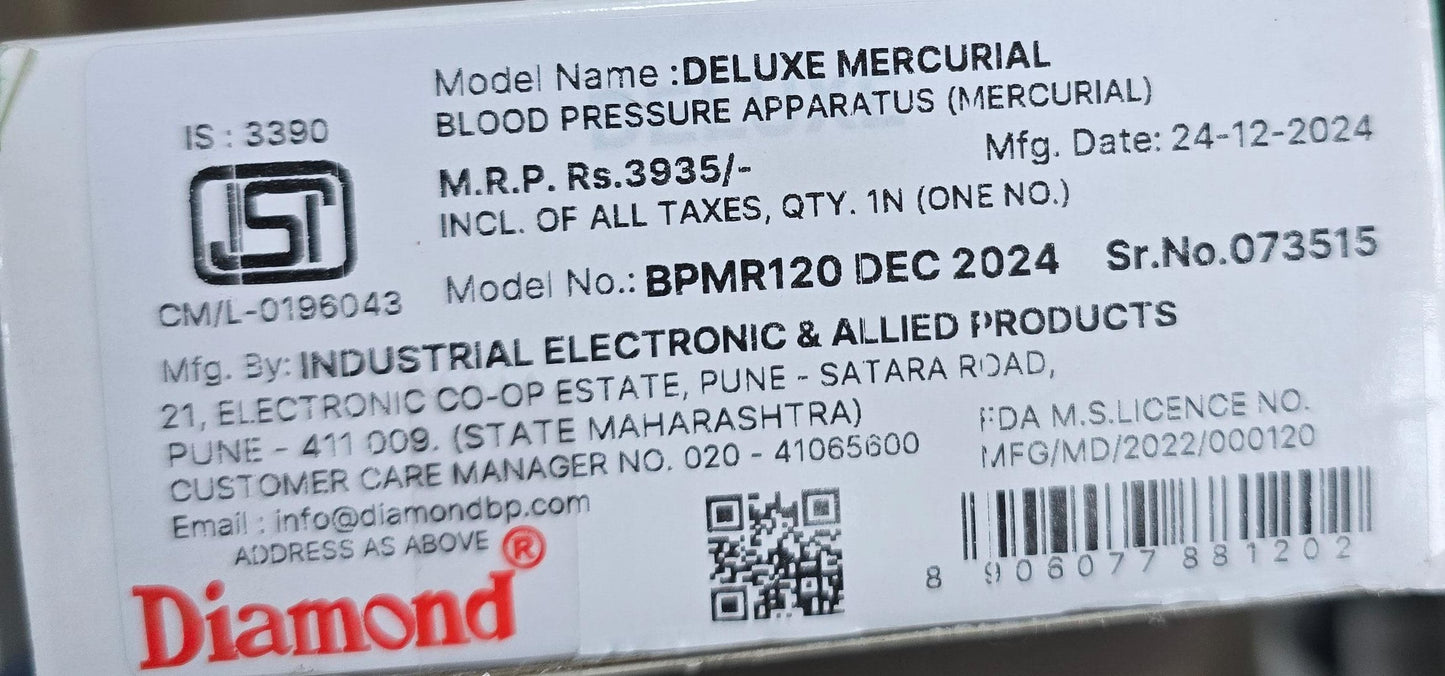 IS : 3390
ISI
CM/L-0196043
Model Name :DELUXE MERCURIAL
BLOOD PRESSURE APPARATUS (MERCURIAL)
M.R.P. Rs.3935/-
Mfg. Date: 24-12-2024
INCL. OF ALL TAXES, QTY. 1N (ONE NO.)
Model No.: BPMR120 DEC 2024 Sr.No.073515
Mfg. By: INDUSTRIAL ELECTRONIC & ALLIED PRODUCTS
21, ELECTRONIC CO-OP ESTATE, PUNE - SATARA ROAD,
PUNE - 411 009. (STATE MAHARASHTRA)
CUSTOMER CARE MANAGER NO. 020 - 41065600
Email : info@diamondbp.com
ADDRESS AS ABOVE
Diamond®
FDA M.S.LICENCE NO.
MFG/MD/2022/000120
8 906077 881202